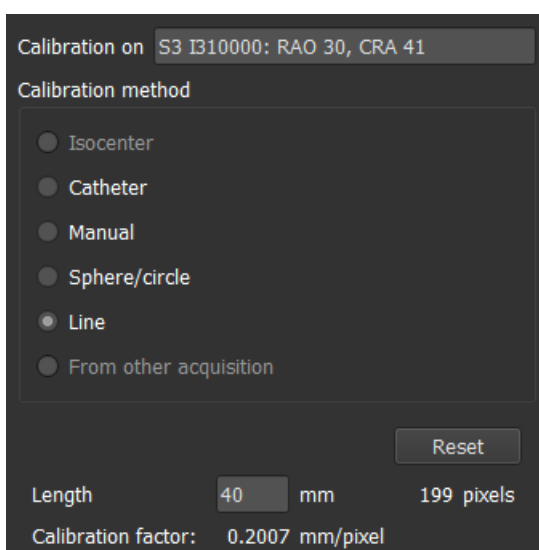 Calibration on S3 I310000: RAO 30, CRA 41
Calibration method
Isocenter
Catheter
Manual
Sphere/circle
Line
From other acquisition
Reset
Length 40 mm 199 pixels
Calibration factor: 0.2007 mm/pixel